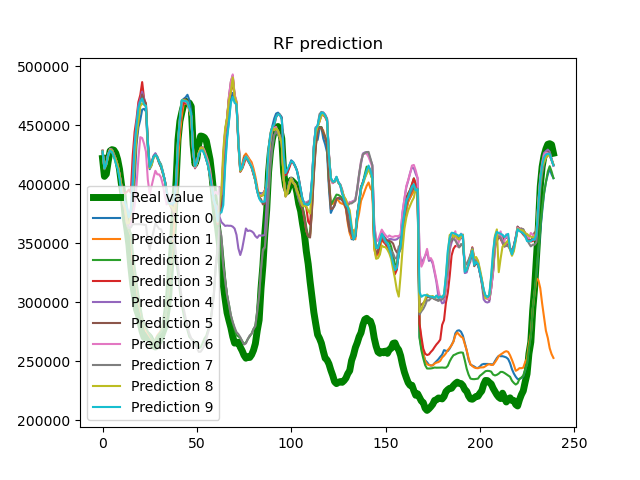 RF prediction
500000
450000
400000
350000
300000
250000
200000
Real value
Prediction 0
Prediction 1
Prediction 2
Prediction 3
Prediction 4
Prediction 5
Prediction 6
Prediction 7
Prediction 8
Prediction 9
0 50 100 150 200 250